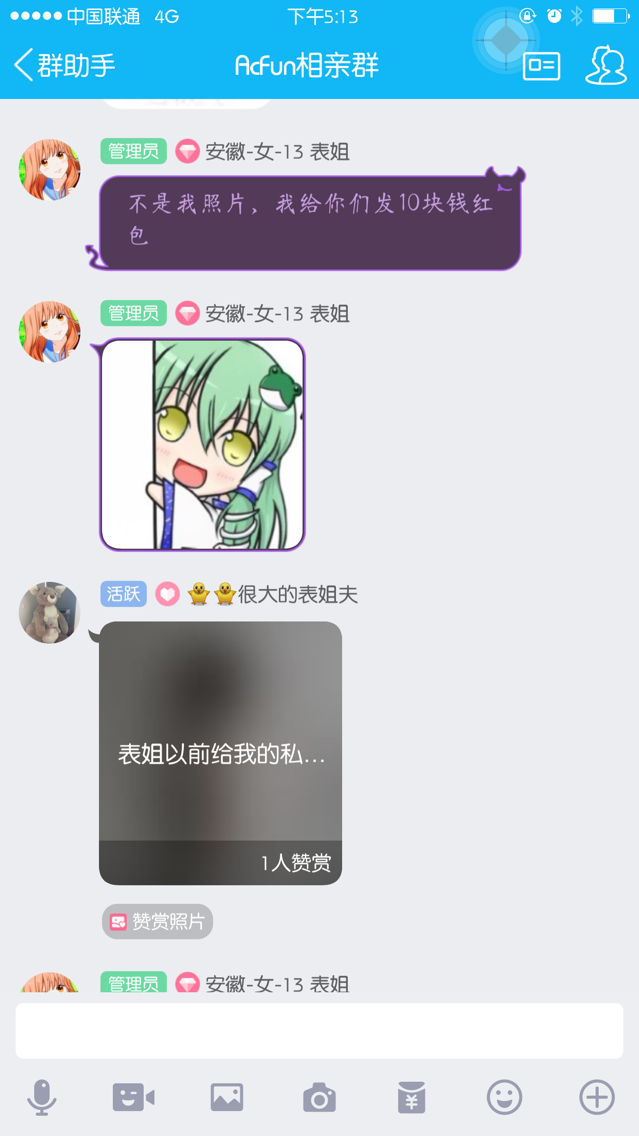 中国联通 4G 下午5:13
群助手 AcFun相亲群
管理员 安徽-女-13 表姐
不是我照片，我给你们发10块钱红
包
管理员 安徽-女-13 表姐
活跃 很大的表姐夫
表姐以前给我的私...
1人赞赏
赞赏照片
管理员 安徽-女-13 表姐